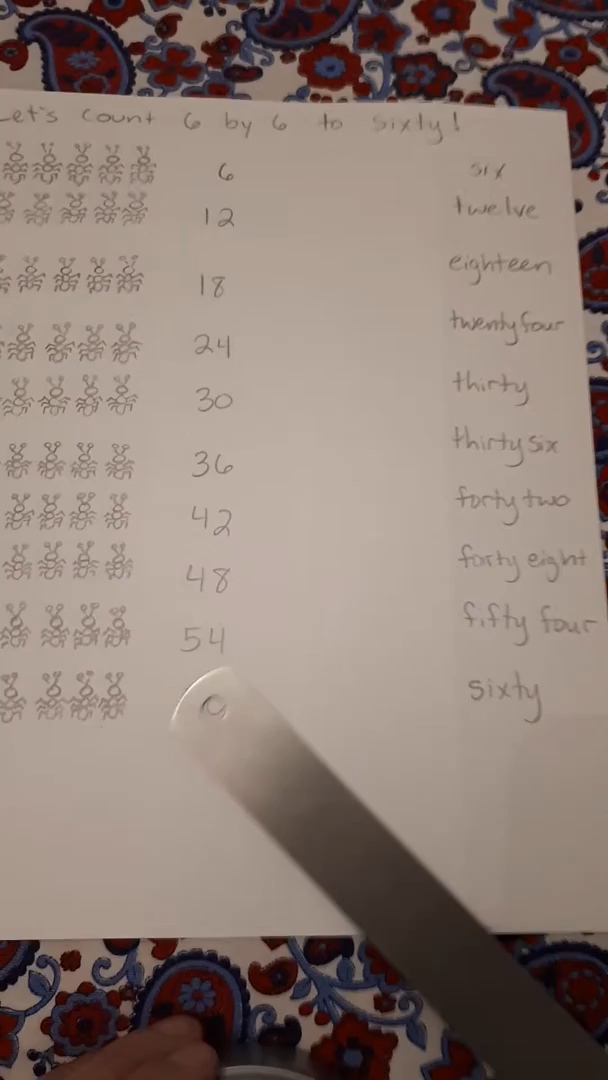 Let's count 6 by 6 to sixty!
6 six
12 twelve
18 eighteen
24 twenty four
30 thirty
36 thirty six
42 forty two
48 forty eight
54 fifty four
sixty